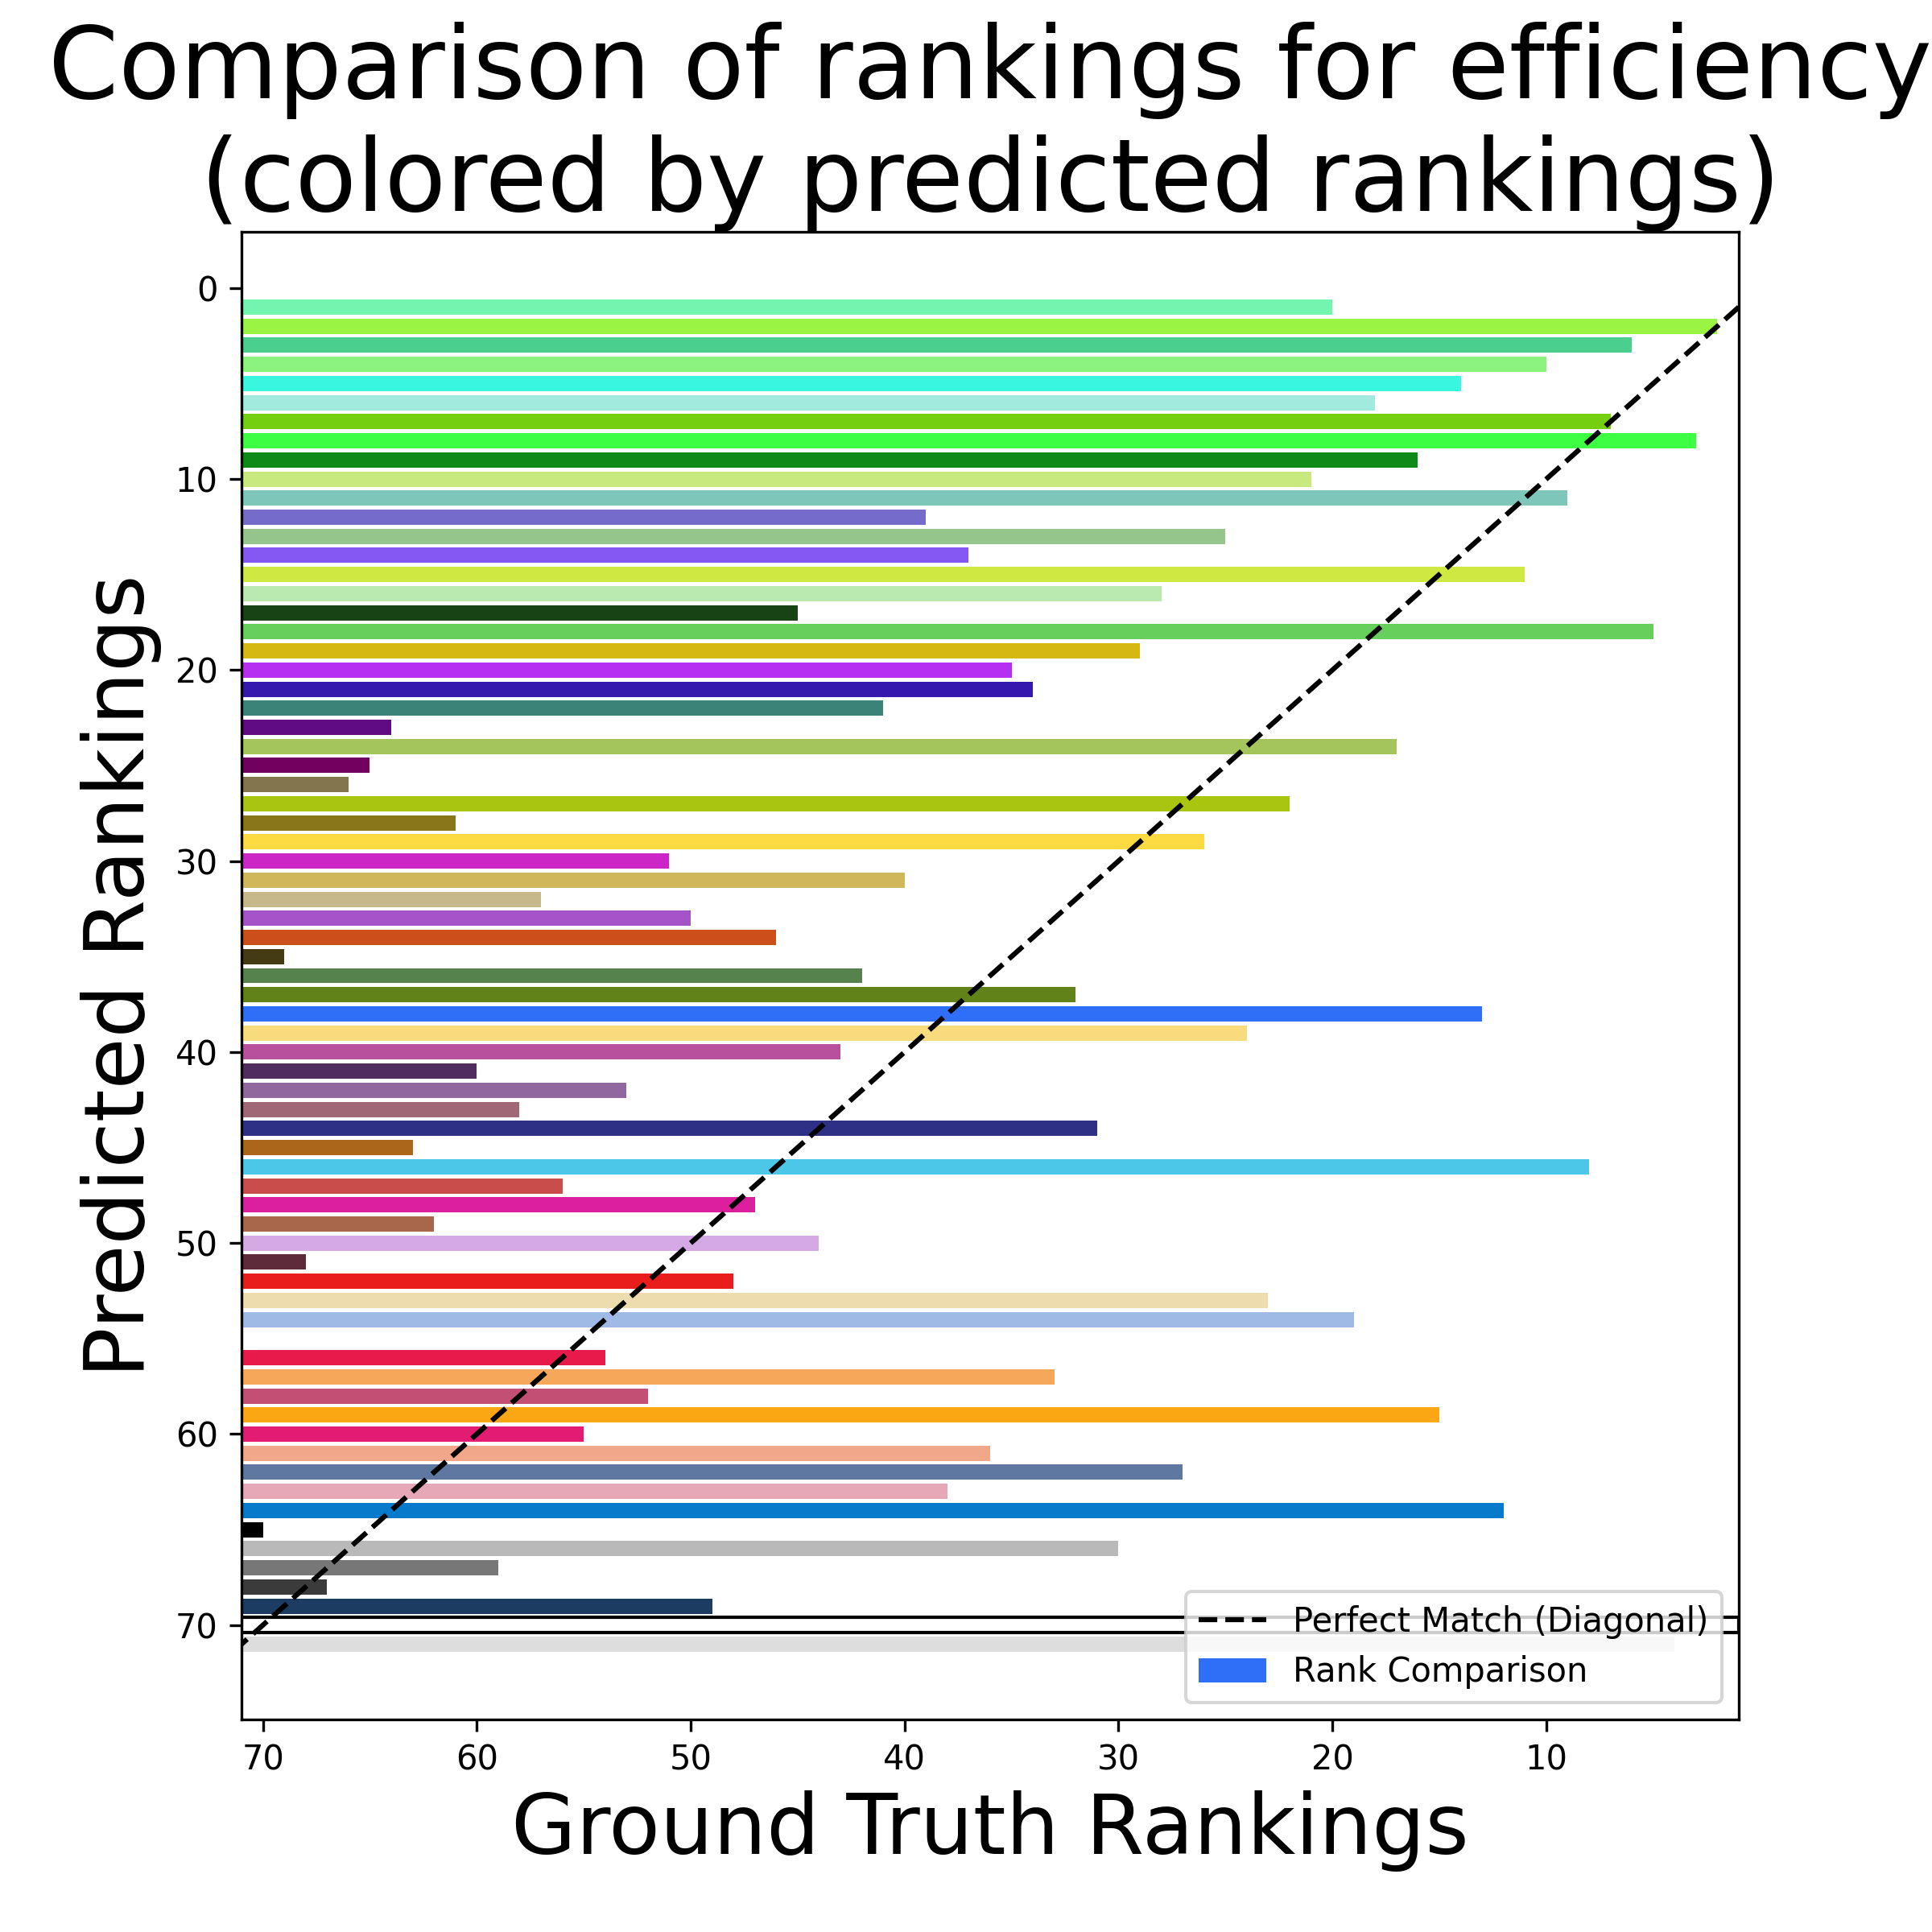 Comparison of rankings for efficiency
(colored by predicted rankings)
Predicted Rankings
0
10
20
30
40
50
60
70
Perfect Match (Diagonal)
Rank Comparison
70 60 50 40 30 20 10
Ground Truth Rankings